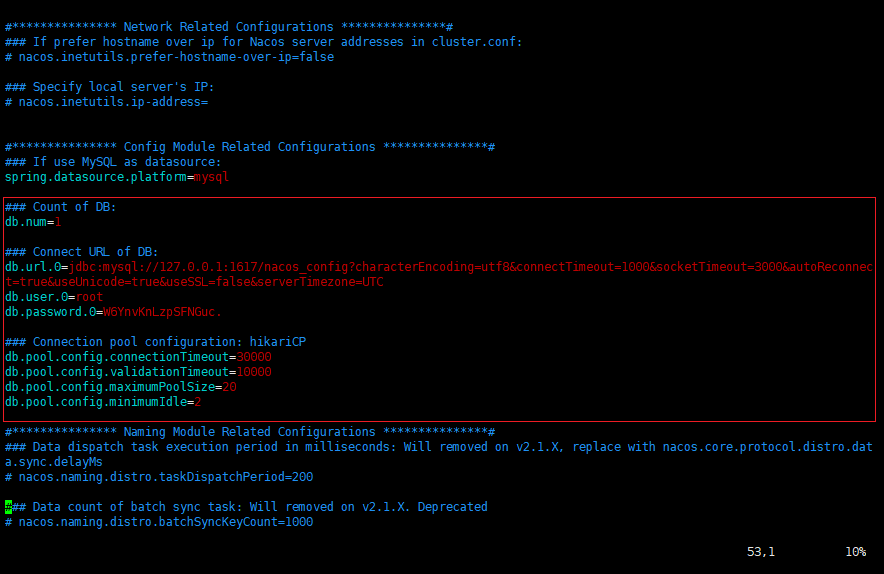 #*************** Network Related Configurations ***************#
### If prefer hostname over ip for Nacos server addresses in cluster.conf:
# nacos.inetutils.prefer-hostname-over-ip=false
### Specify local server's IP:
# nacos.inetutils.ip-address=
#*************** Config Module Related Configurations ***************#
### If use MySQL as datasource:
spring.datasource.platform=mysql
### Count of DB:
db.num=1
### Connect URL of DB:
db.url.0=jdbc:mysql://127.0.0.1:1617/nacos_config?characterEncoding=utf8&connectTimeout=1000&socketTimeout=3000&autoReconnec
t=true&useUnicode=true&useSSL=false&serverTimezone=UTC
db.user.0=root
db.password.0=W8YnvKnLzpSFNGuc.
### Connection pool configuration: hikariCP
db.pool.config.connectionTimeout=30000
db.pool.config.validationTimeout=10000
db.pool.config.maximumPoolSize=20
db.pool.config.minimumIdle=2
#*************** Naming Module Related Configurations ***************#
### Data dispatch task execution period in milliseconds: Will removed on v2.1.X, replace with nacos.core.protocol.distro.dat
a.sync.delayMs
# nacos.naming.distro.taskDispatchPeriod=200
### Data count of batch sync task: Will removed on v2.1.X. Deprecated
# nacos.naming.distro.batchSyncKeyCount=1000
53,1 10%